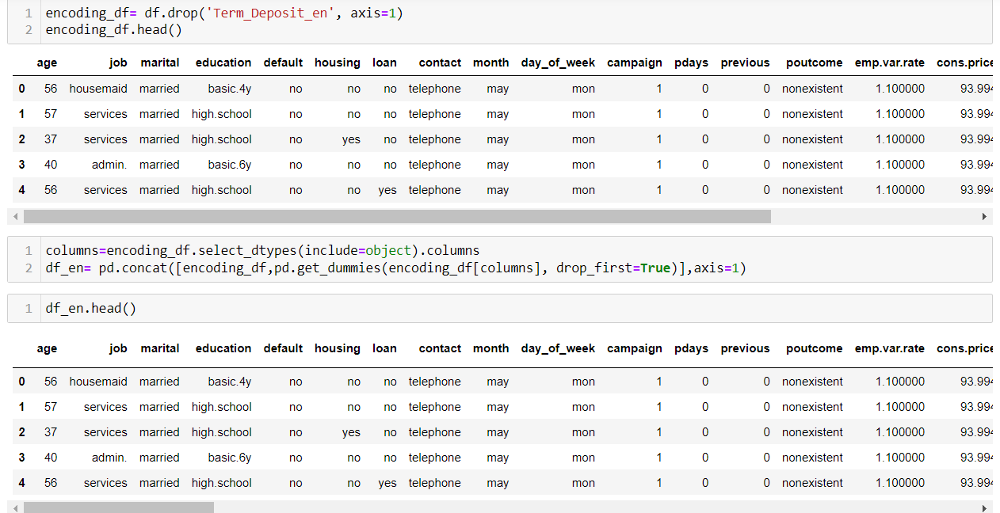 1 encoding_df= df.drop('Term_Deposit_en', axis=1)
2 encoding_df.head()
age job marital education default housing loan contact month day_of_week campaign pdays previous poutcome emp.var.rate cons.price
0 56 housemaid married basic.4y no no no telephone may mon 1 0 0 nonexistent 1.100000 93.994
1 57 services married high.school no no no telephone may mon 1 0 0 nonexistent 1.100000 93.994
2 37 services married high.school no yes no telephone may mon 1 0 0 nonexistent 1.100000 93.994
3 40 admin. married basic.6y no no no telephone may mon 1 0 0 nonexistent 1.100000 93.994
4 56 services married high.school no no yes telephone may mon 1 0 0 nonexistent 1.100000 93.994
1 columns=encoding_df.select_dtypes(include=object).columns
2 df_en= pd.concat([encoding_df,pd.get_dummies(encoding_df[columns], drop_first=True)],axis=1)
1 df_en.head()
age job marital education default housing loan contact month day_of_week campaign pdays previous poutcome emp.var.rate cons.price
0 56 housemaid married basic.4y no no no telephone may mon 1 0 0 nonexistent 1.100000 93.994
1 57 services married high.school no no no telephone may mon 1 0 0 nonexistent 1.100000 93.994
2 37 services married high.school no yes no telephone may mon 1 0 0 nonexistent 1.100000 93.994
3 40 admin. married basic.6y no no no telephone may mon 1 0 0 nonexistent 1.100000 93.994
4 56 services married high.school no no yes telephone may mon 1 0 0 nonexistent 1.100000 93.994